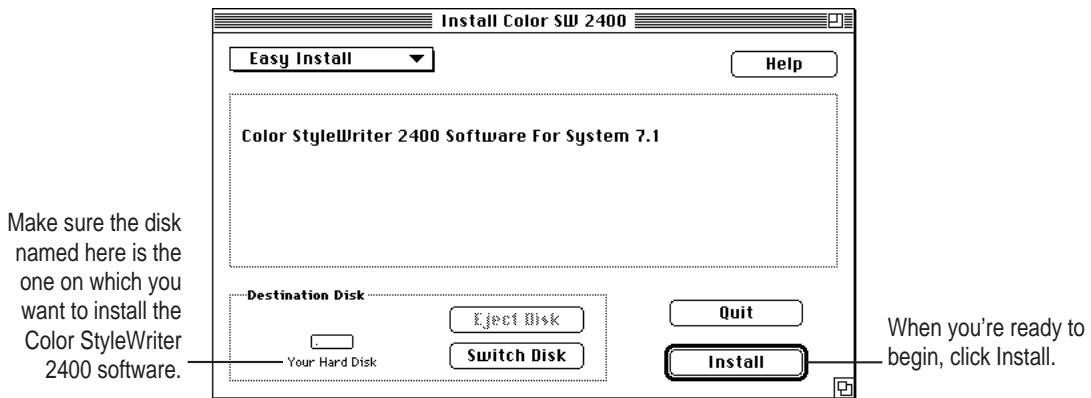 Install Color SW 2400
Easy Install
Help
Color StyleWriter 2400 Software For System 7.1
Make sure the disk
named here is the
one on which you
want to install the
Color StyleWriter
2400 software.
Destination Disk
Eject Disk
Your Hard Disk
Switch Disk
Quit
Install
When you're ready to
begin, click Install.